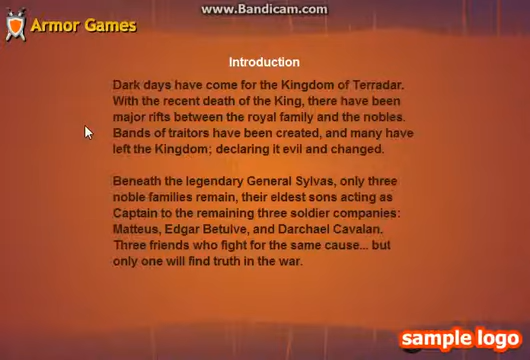 www.Bandicam.com
Armor Games
Introduction
Dark days have come for the Kingdom of Terradar.
With the recent death of the King, there have been
major rifts between the royal family and the nobles.
Bands of traitors have been created, and many have
left the Kingdom; declaring it evil and changed.
Beneath the legendary General Sylvas, only three
noble families remain, their eldest sons acting as
Captain to the remaining three soldier companies:
Matteus, Edgar Betulve, and Darchael Cavalan.
Three friends who fight for the same cause... but
only one will find truth in the war.
sample logo